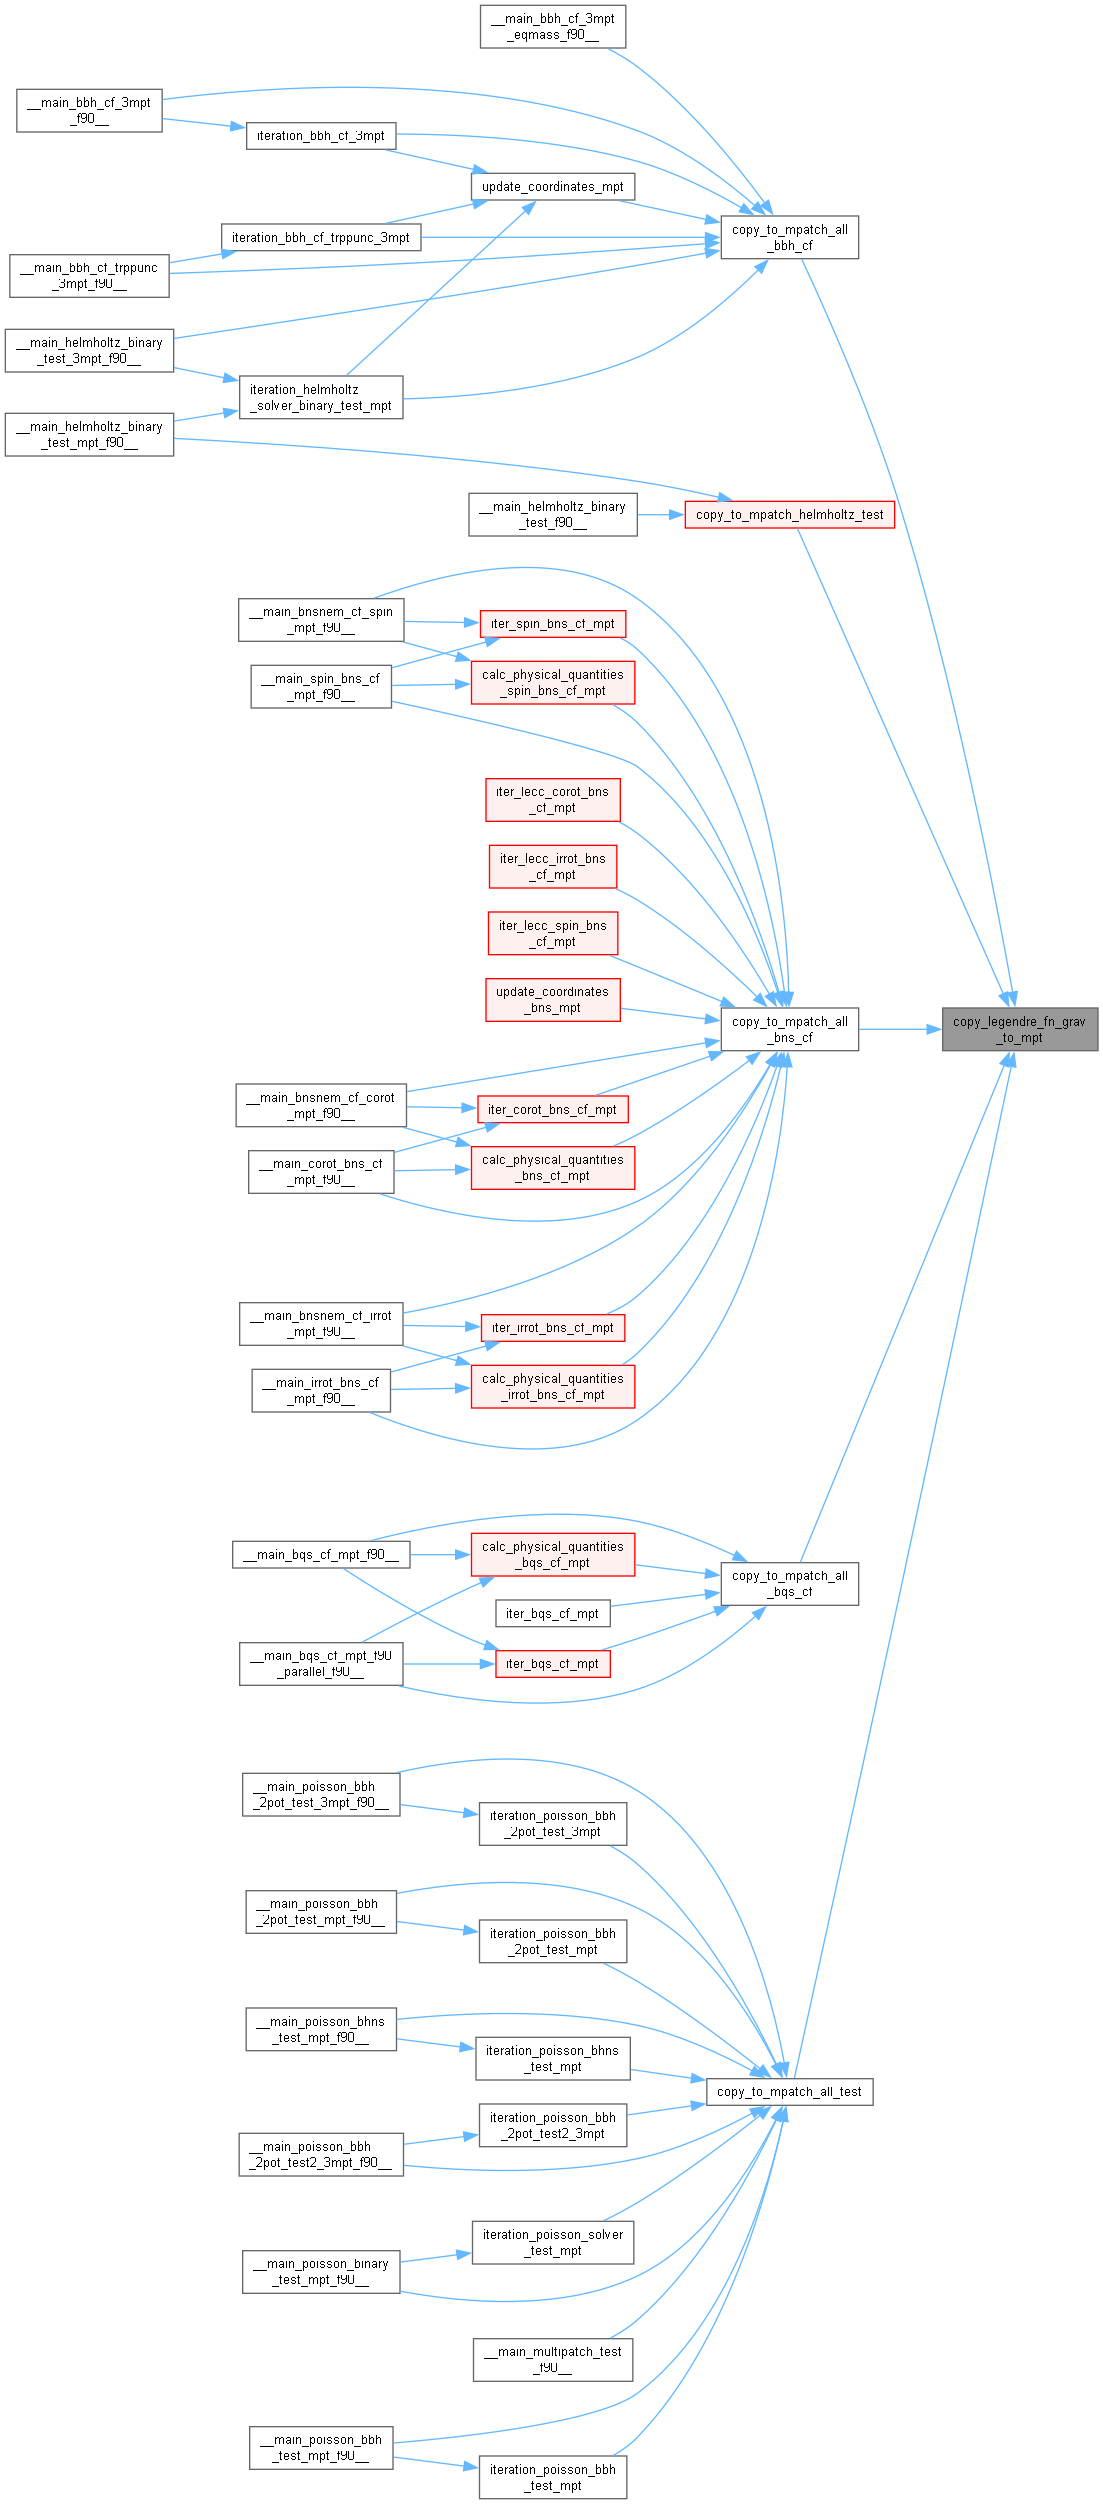 __main_bbh_cf_3mpt
_eqmass_f90__
__main_bbh_cf_3mpt
_f90__
iteration_bbh_cf_3mpt
update_coordinates_mpt
copy_to_mpatch_all
_bbh_cf
iteration_bbh_cf_trppunc_3mpt
__main_bbh_cf_trppunc
_3mpt_f90__
__main_helmholtz_binary
_test_3mpt_f90__
iteration_helmholtz
_solver_binary_test_mpt
__main_helmholtz_binary
_test_mpt_f90__
__main_helmholtz_binary
_test_f90__
copy_to_mpatch_helmholtz_test
__main_bnsnem_cf_spin
_mpt_f90__
iter_spin_bns_cf_mpt
__main_spin_bns_cf
_mpt_f90__
calc_physical_quantities
_spin_bns_cf_mpt
iter_lecc_corot_bns
_cf_mpt
iter_lecc_irrot_bns
_cf_mpt
iter_lecc_spin_bns
_cf_mpt
update_coordinates
_bns_mpt
copy_to_mpatch_all
_bns_cf
copy_legendre_fn_grav
_to_mpt
__main_bnsnem_cf_corot
_mpt_f90__
iter_corot_bns_cf_mpt
__main_corot_bns_cf
_mpt_f90__
calc_physical_quantities
_bns_cf_mpt
__main_bnsnem_cf_irrot
_mpt_f90__
iter_irrot_bns_cf_mpt
__main_irrot_bns_cf
_mpt_f90__
calc_physical_quantities
_irrot_bns_cf_mpt
__main_bqs_cf_mpt_f90__
calc_physical_quantities
_bqs_cf_mpt
copy_to_mpatch_all
_bqs_cf
iter_bqs_cf_mpt
__main_bqs_cf_mpt_f90
_parallel_f90__
iter_bqs_cf_mpt
__main_poisson_bbh
_2pot_test_3mpt_f90__
iteration_poisson_bbh
_2pot_test_3mpt
__main_poisson_bbh
_2pot_test_mpt_f90__
iteration_poisson_bbh
_2pot_test_mpt
__main_poisson_bhns
_test_mpt_f90__
iteration_poisson_bhns
_test_mpt
copy_to_mpatch_all_test
iteration_poisson_bbh
_2pot_test2_3mpt
__main_poisson_bbh
_2pot_test2_3mpt_f90__
iteration_poisson_solver
_test_mpt
__main_poisson_binary
_test_mpt_f90__
__main_multipatch_test
_f90__
__main_poisson_bbh
_test_mpt_f90__
iteration_poisson_bbh
_test_mpt